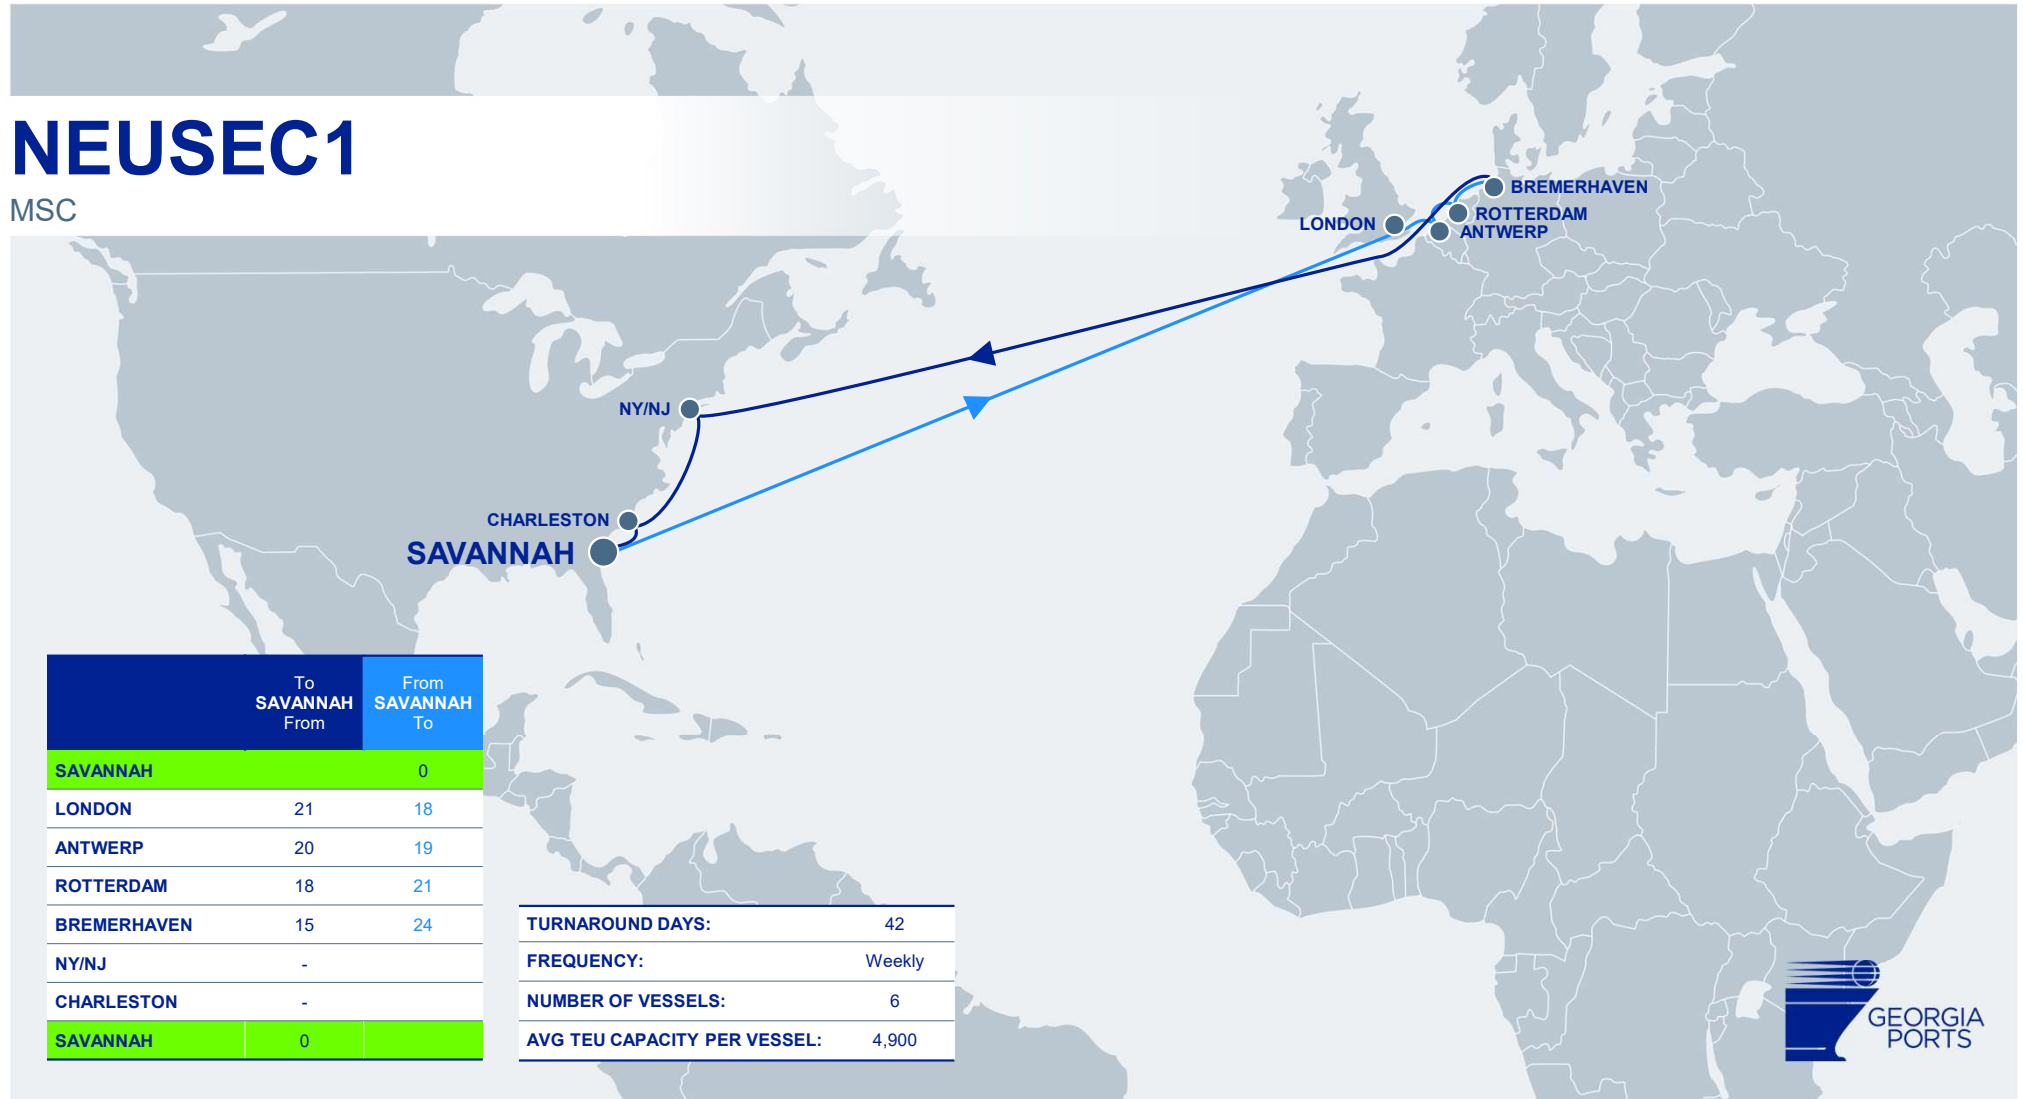 NEUSEC1
MSC
BREMERHAVEN
ROTTERDAM
LONDON
ANTWERP
NY/NJ
CHARLESTON
SAVANNAH
To SAVANNAH From
From SAVANNAH To
SAVANNAH 0
LONDON 21 18
ANTWERP 20 19
ROTTERDAM 18 21
BREMERHAVEN 15 24
NY/NJ -
CHARLESTON -
SAVANNAH 0
TURNAROUND DAYS: 42
FREQUENCY: Weekly
NUMBER OF VESSELS: 6
AVG TEU CAPACITY PER VESSEL: 4,900
GEORGIA
PORTS